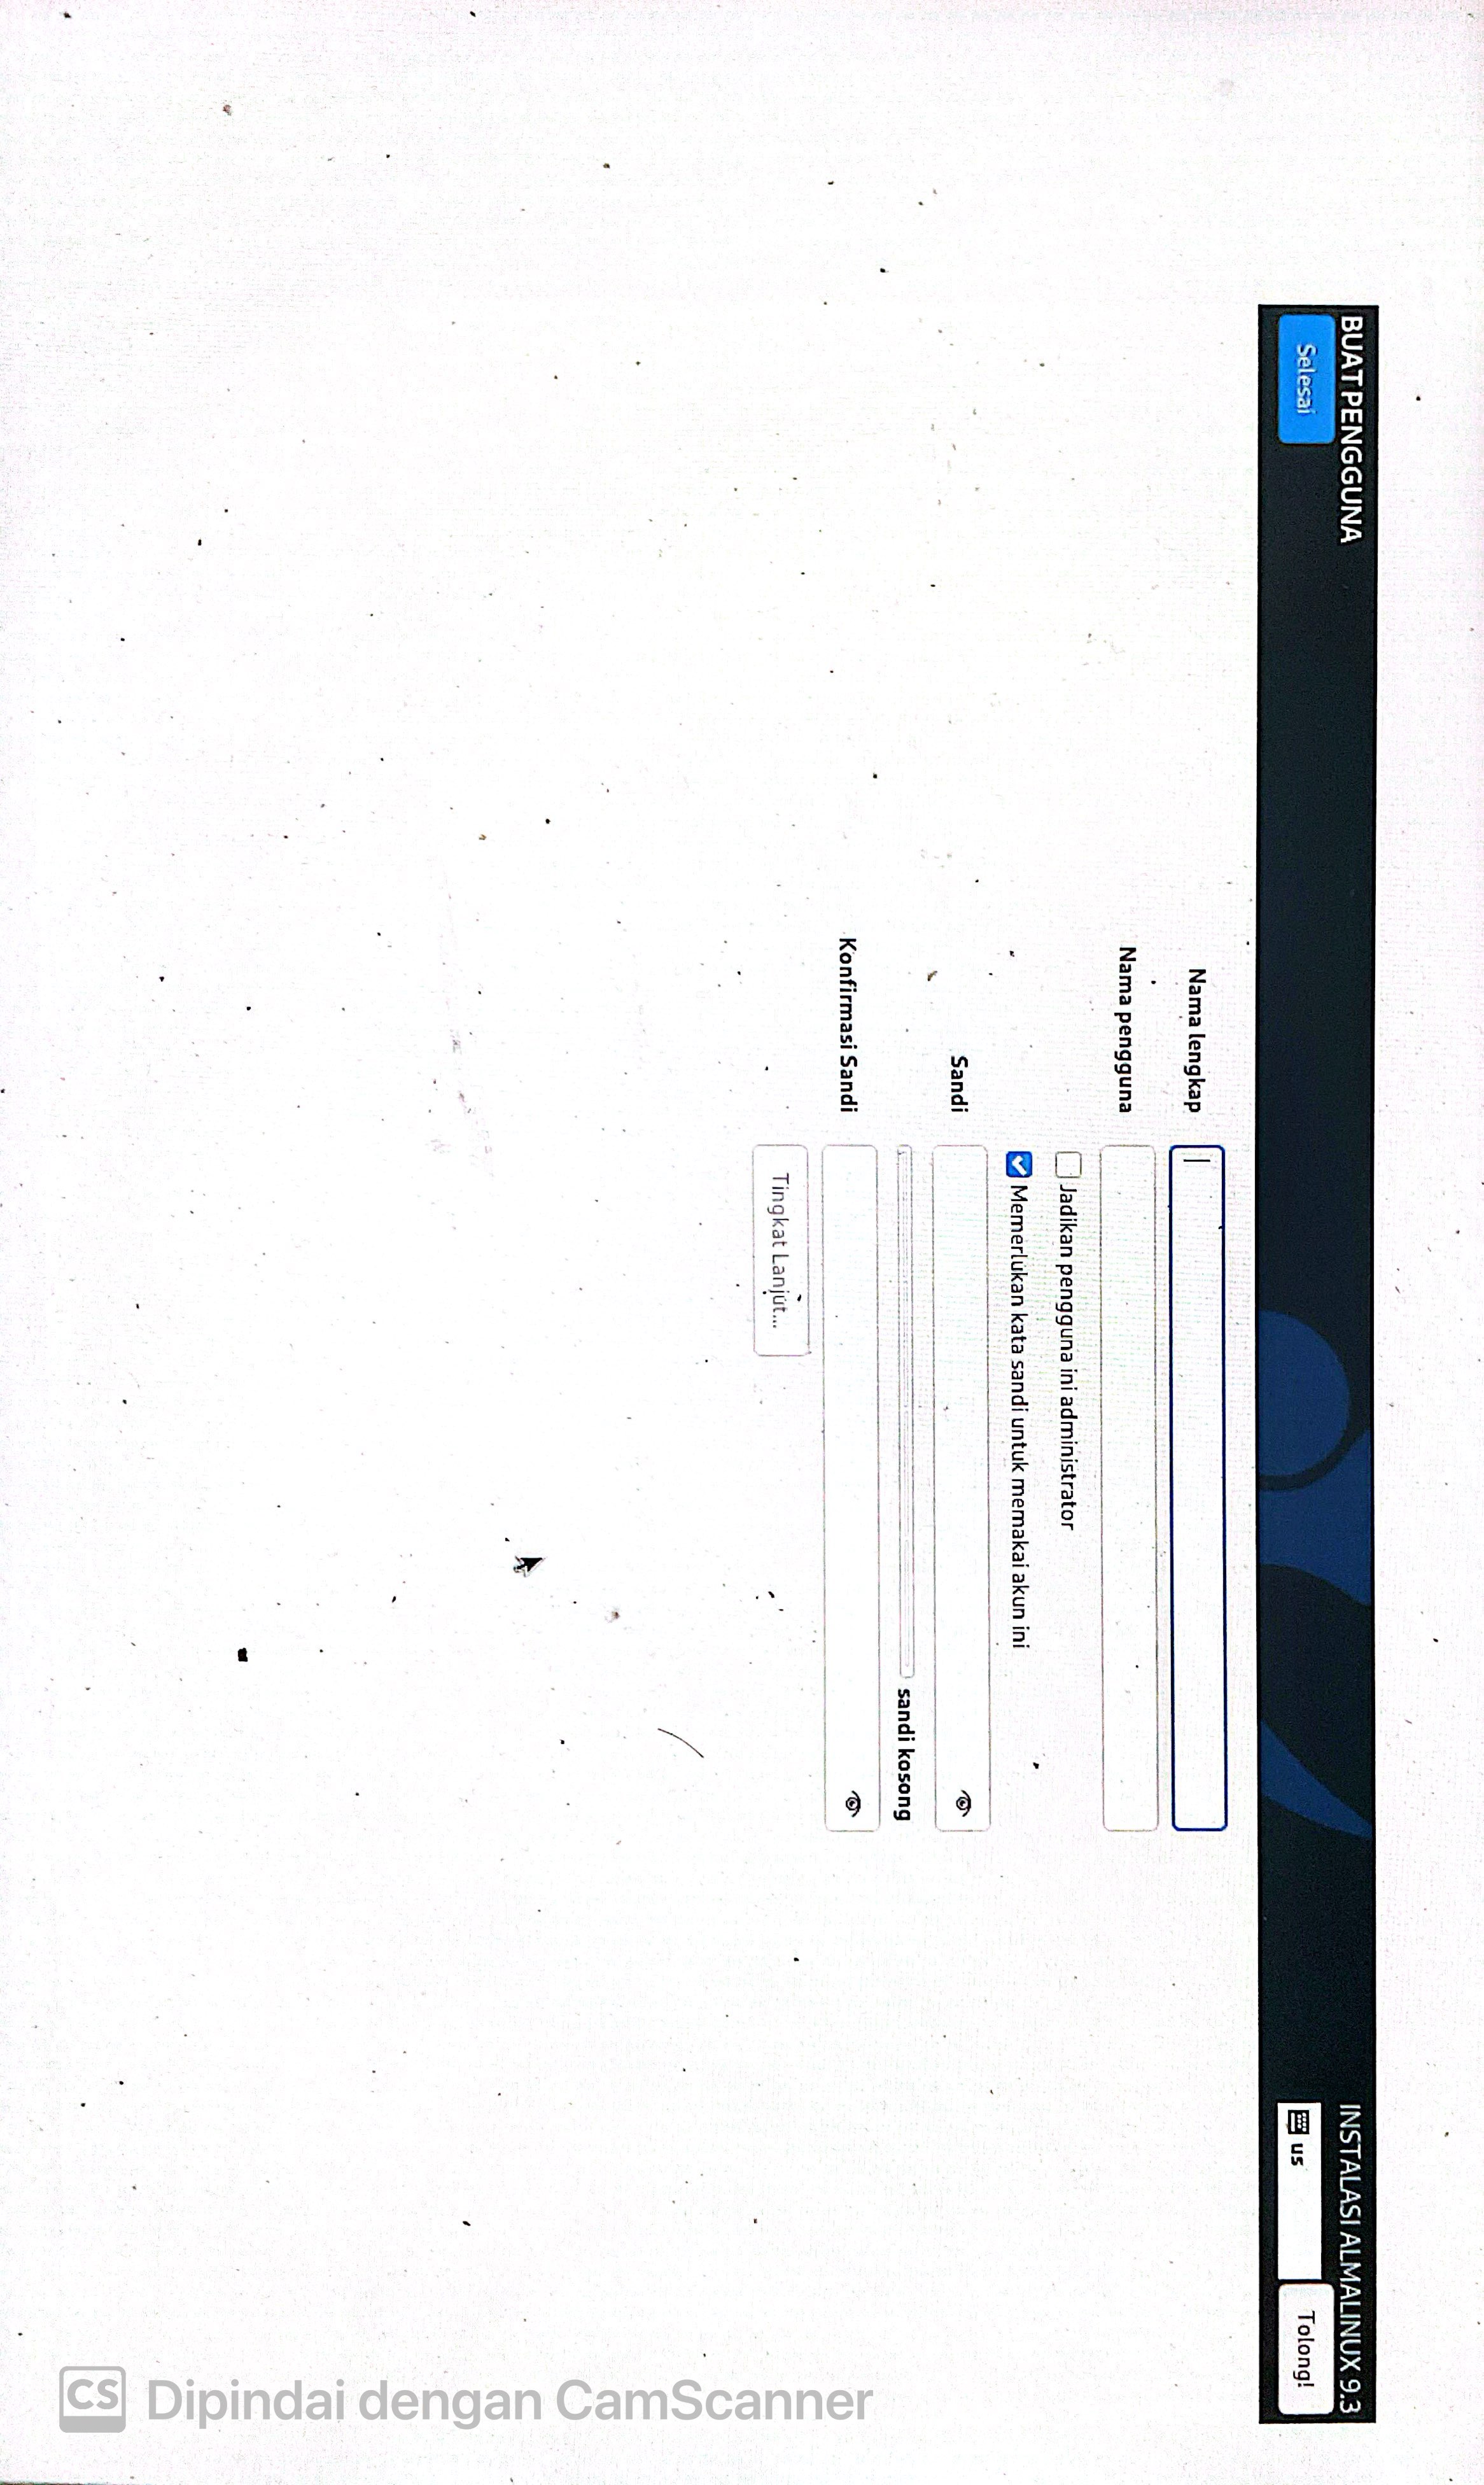 BUAT PENGGUNA
INSTALASI ALMALINUX 9.3
Selesai
us
Tolong!
Nama lengkap
Nama pengguna
Jadikan pengguna ini administrator
Memerlukan kata sandi untuk memakai akun ini
Sandi
sandi kosong
Konfirmasi Sandi
Tingkat Lanjut...
CS Dipindai dengan CamScanner